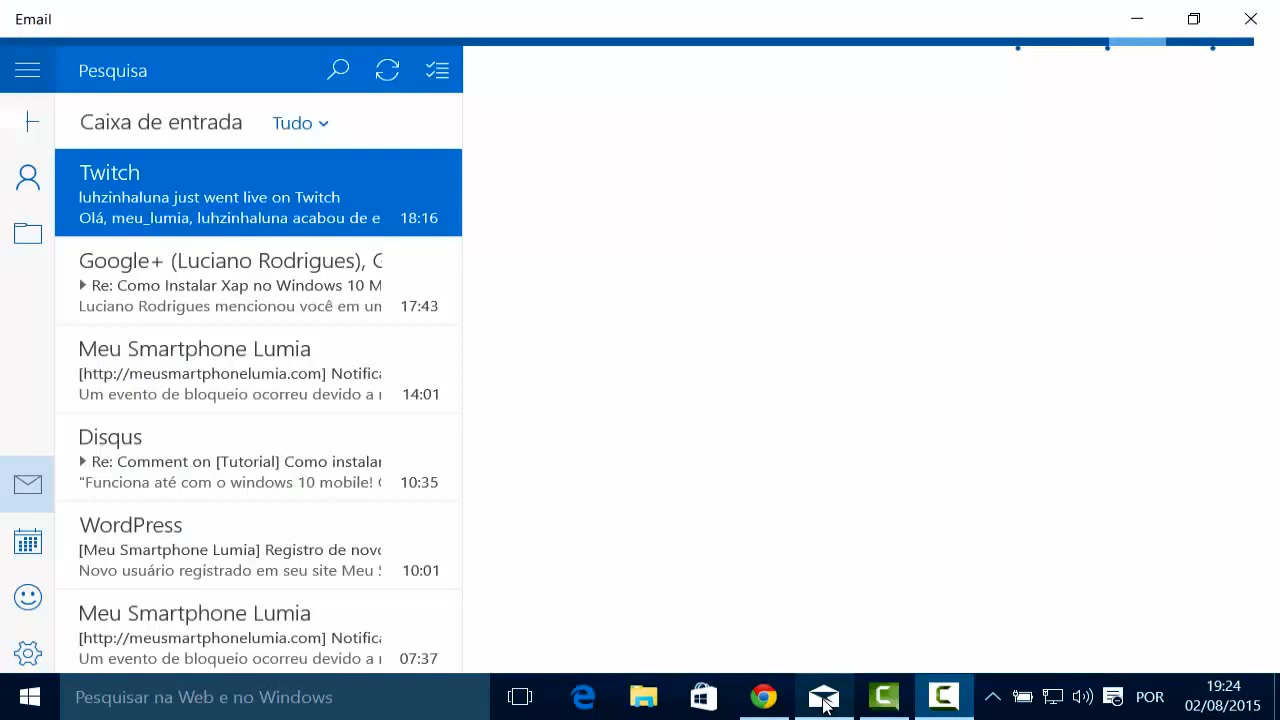 Email
Pesquisa
Caixa de entrada Tudo
Twitch
luhzinhaluna just went live on Twitch
Olá, meu_lumia, luhzinhaluna acabou de e 18:16
Google+ (Luciano Rodrigues), G
Re: Como Instalar Xap no Windows 10 M
Luciano Rodrigues mencionou você em um 17:43
Meu Smartphone Lumia
[http://meusmartphonelumia.com] Notifica
Um evento de bloqueio ocorreu devido a 14:01
Disqus
Re: Comment on [Tutorial] Como instalar
"Funciona até com o windows 10 mobile! 10:35
WordPress
[Meu Smartphone Lumia] Registro de novo
Novo usuário registrado em seu site Meu 10:01
Meu Smartphone Lumia
[http://meusmartphonelumia.com] Notifica
Um evento de bloqueio ocorreu devido a 07:37
Pesquisar na Web e no Windows
POR
19:24
02/08/2015